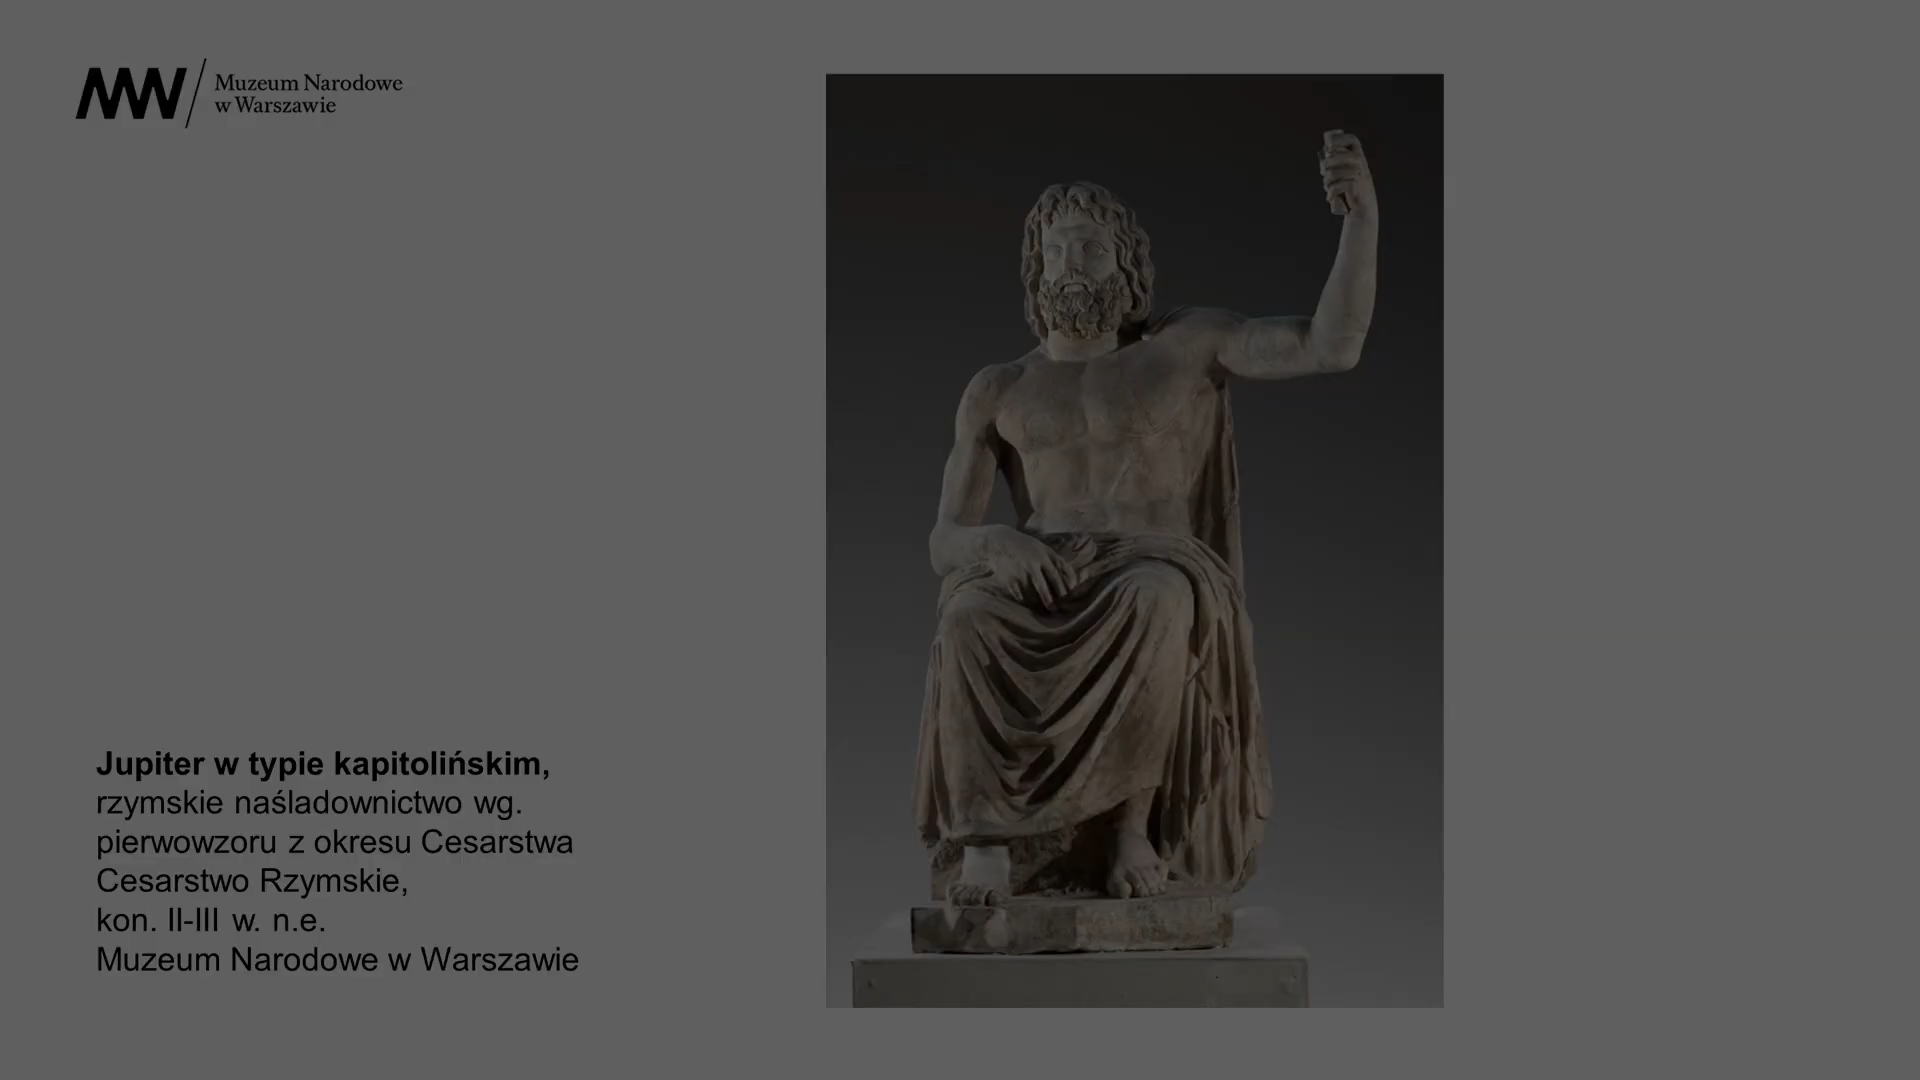 MNW
Muzeum Narodowe
w Warszawie
Jupiter w typie kapitolińskim,
rzymskie naśladownictwo wg.
pierwowzoru z okresu Cesarstwa
Cesarstwo Rzymskie,
kon. II-III w. n.e.
Muzeum Narodowe w Warszawie